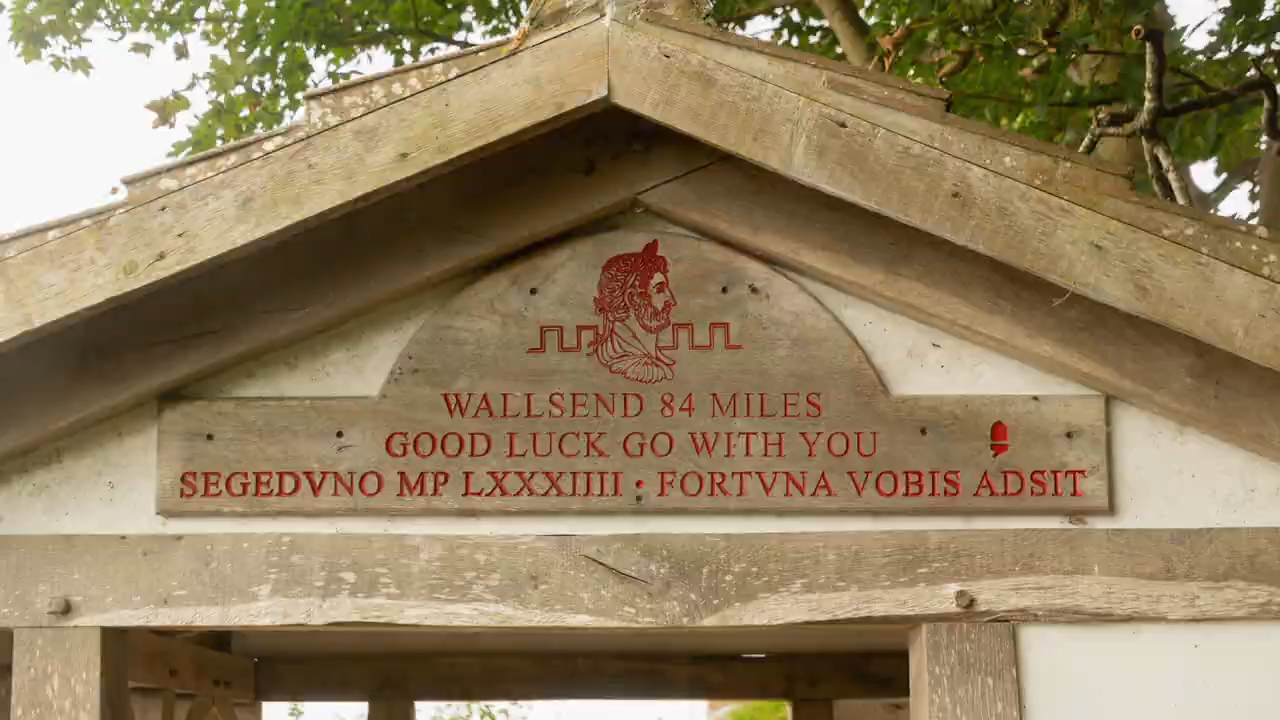 WALLSEND 84 MILES
GOOD LUCK GO WITH YOU
SEGEDVNO MP LXXXIIII • FORTVNA VOBIS ADSIT